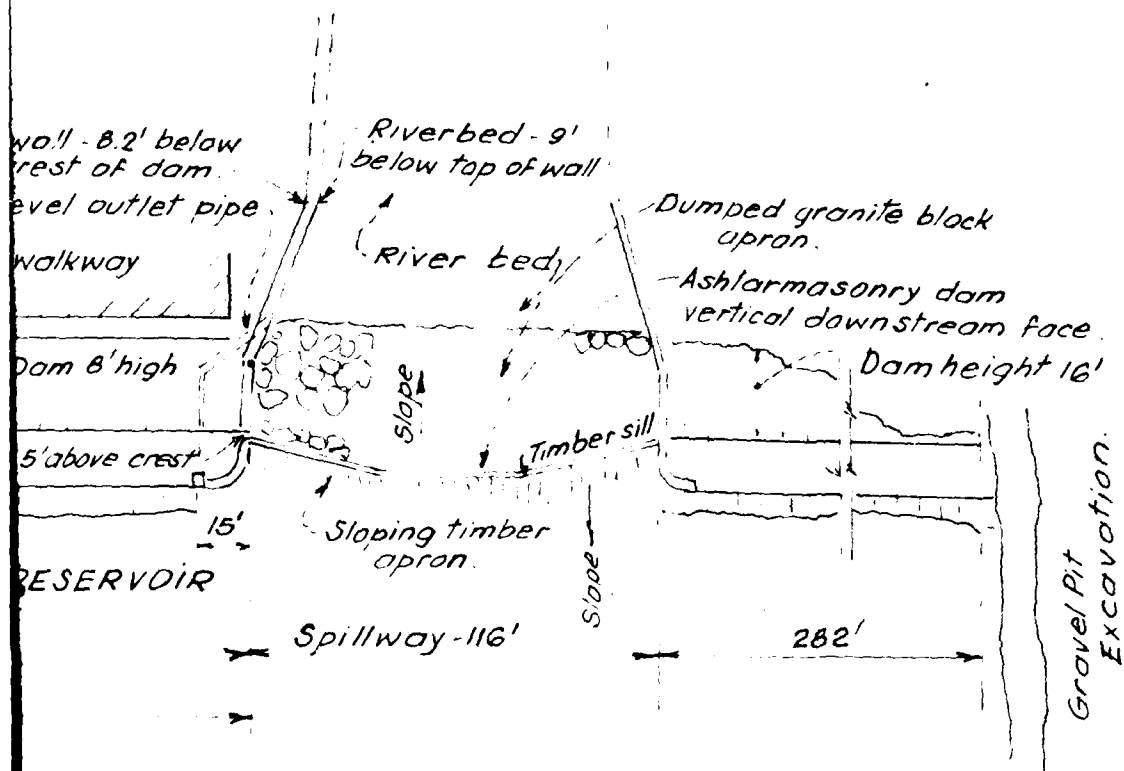 wall - 8.2' below
crest of dam
Riverbed - 9'
below top of wall
level outlet pipe
Dumped granite block
apron.
walkway
River bed
Ashlarmasonry dam
vertical downstream face.
Dam 8' high
Dam height 16'
Slope
Timber sill
5' above crest
15'
Sloping timber
apron.
Slope
RESERVOIR
Spillway -116'
282'
Gravel Pit
Excavation.